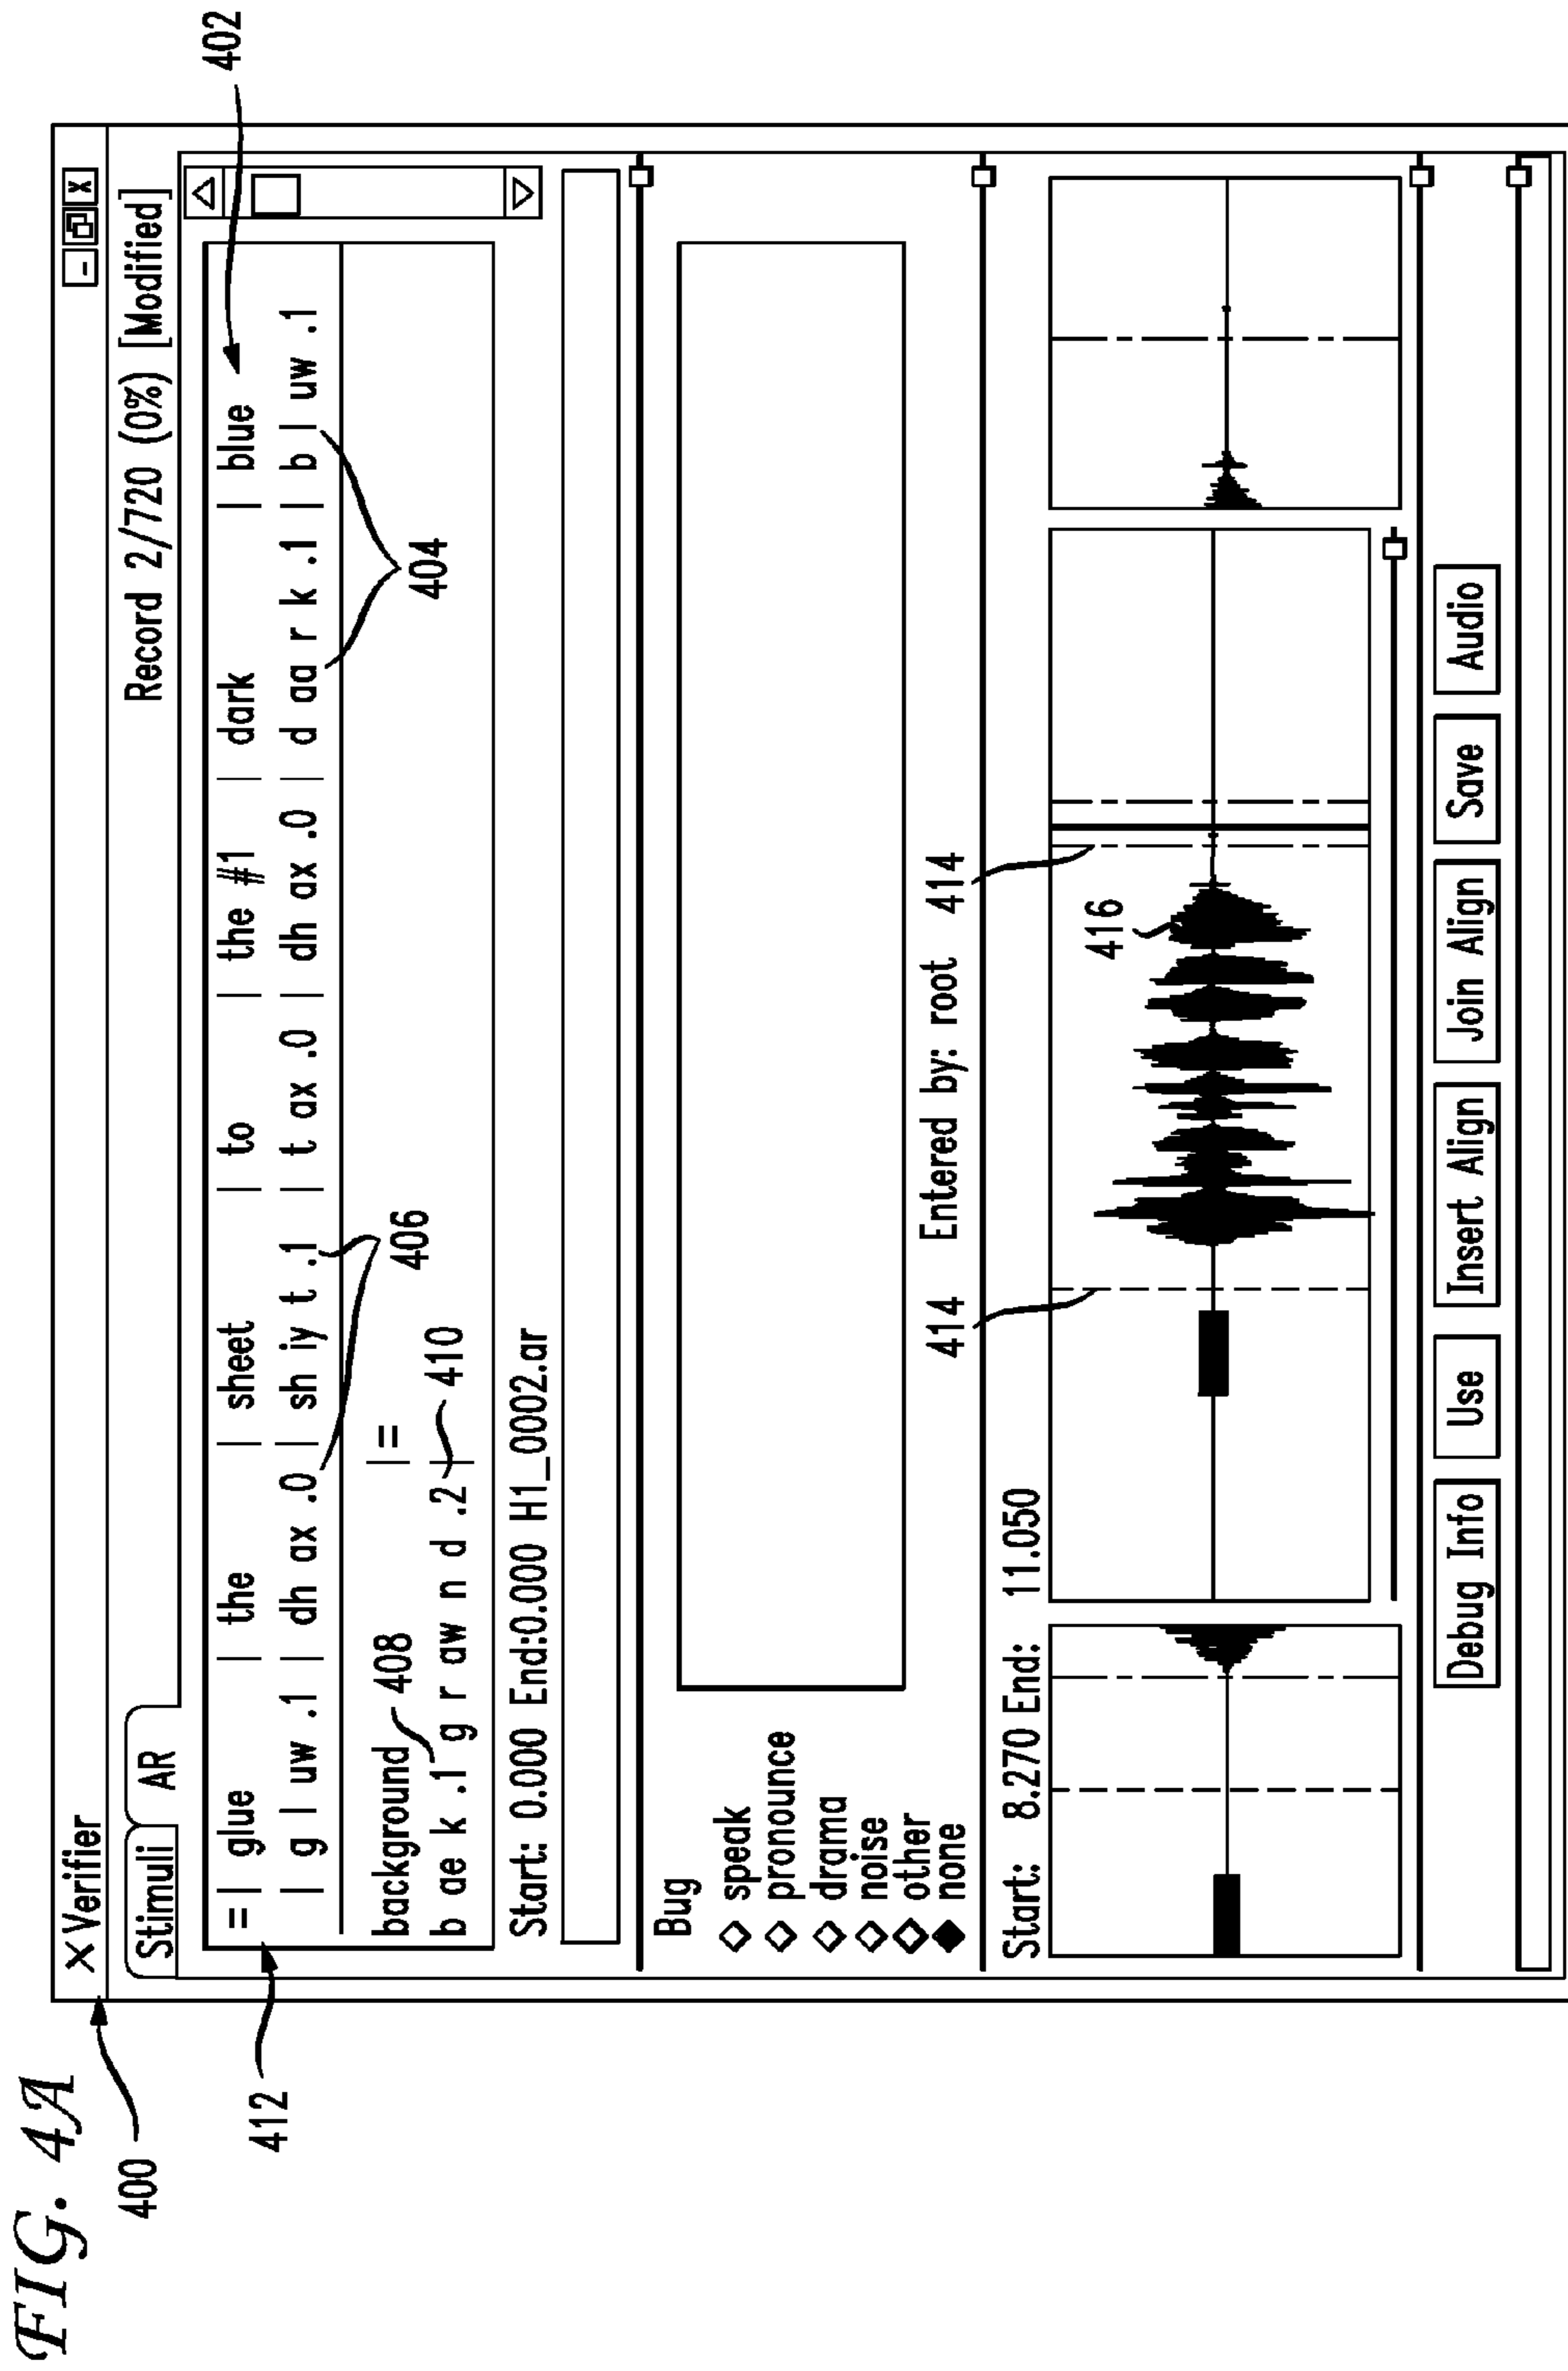 FIG. 4A
400
X Verifier
- x
402
Record 2/720 (0%) [Modified]
Stimuli AR
412
= | glue | the | sheet | to | the #1 | dark | blue
| g l uw .1 | dh ax .0 | sh iy t .1 | t ax .0 | dh ax .0 | d aa r k .1 | b l uw .1
404
406
408
410
background | =
b ae k .1 g r aw n d .2 |
Start: 0.000 End:0.000 H1_0002.ar
Bug
speak
pronounce
drama
noise
other
none
414 Entered by: root 414
Start: 8.270 End: 11.050
416
Debug Info Use Insert Align Join Align Save Audio